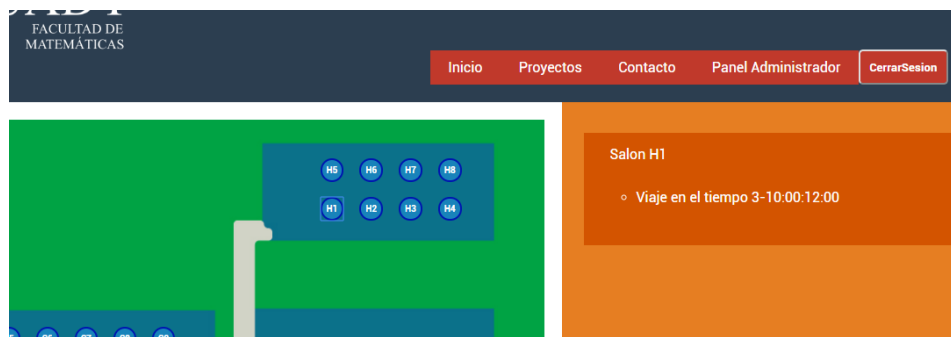 FACULTAD DE
MATEMÁTICAS
Inicio Proyectos Contacto Panel Administrador CerrarSesion
H5 H6 H7 H8
H1 H2 H3 H4
Salon H1
Viaje en el tiempo 3-10:00:12:00